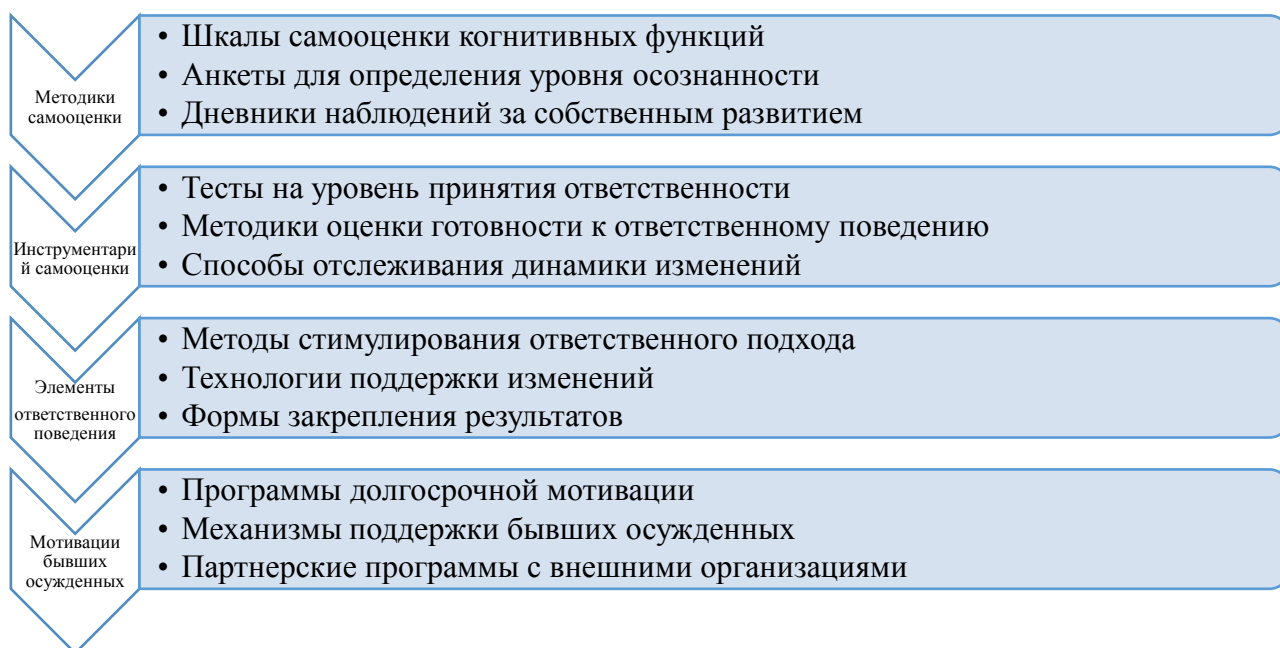 Методики
самооценки
• Шкалы самооценки когнитивных функций
• Анкеты для определения уровня осознанности
• Дневники наблюдений за собственным развитием
Инструментари
й самооценки
• Тесты на уровень принятия ответственности
• Методики оценки готовности к ответственному поведению
• Способы отслеживания динамики изменений
Элементы
ответственного
поведения
• Методы стимулирования ответственного подхода
• Технологии поддержки изменений
• Формы закрепления результатов
Мотивации
бывших
осужденных
• Программы долгосрочной мотивации
• Механизмы поддержки бывших осужденных
• Партнерские программы с внешними организациями